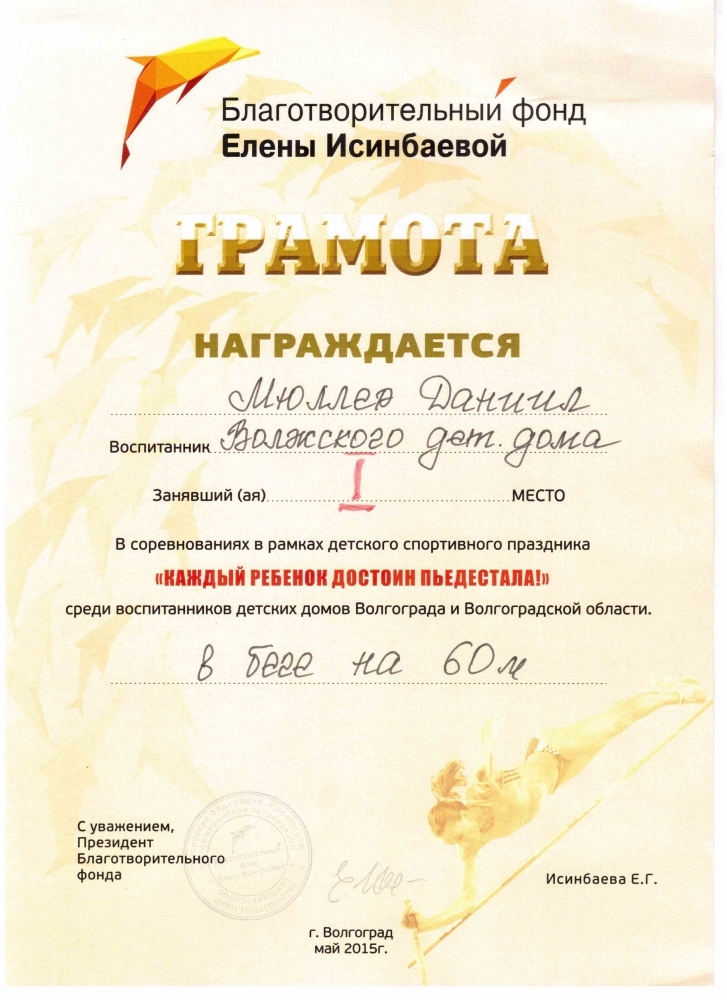 Благотворительный фонд
Елены Исинбаевой
ГРАМОТА
НАГРАЖДАЕТСЯ
Мюллер Даниил
Воспитанник Волжского дет. дома
Занявший (ая) I МЕСТО
В соревнованиях в рамках детского спортивного праздника
«КАЖДЫЙ РЕБЕНОК ДОСТОИН ПЬЕДЕСТАЛА!»
среди воспитанников детских домов Волгограда и Волгоградской области.
в беге на 60 м
С уважением,
Президент
Благотворительного
фонда
Исинбаева Е.Г.
г. Волгоград
май 2015г.